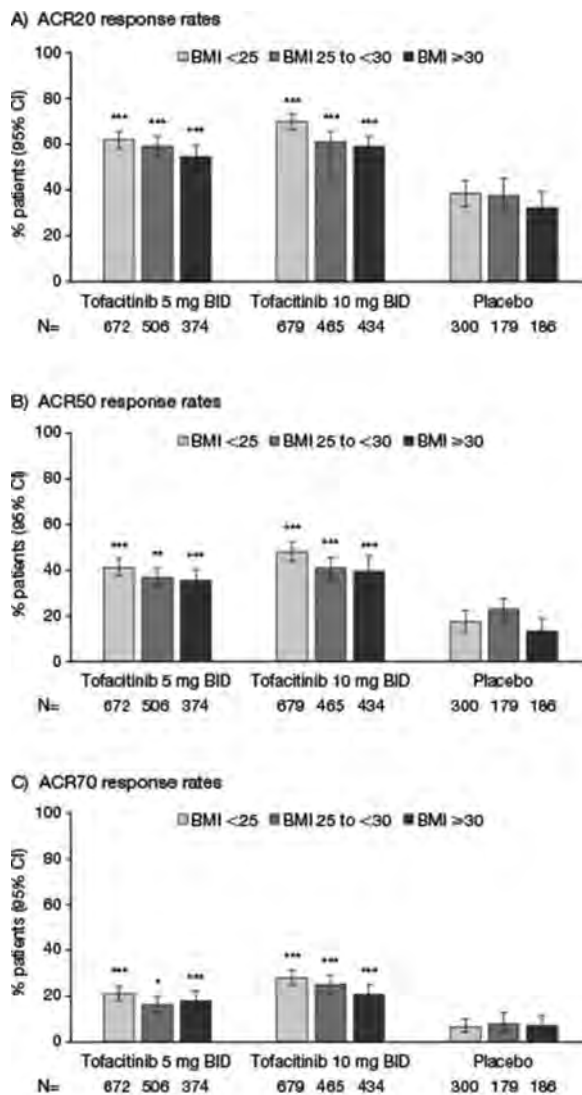 A) ACR20 response rates
BMI <25 BMI 25 to <30 BMI ≥30
% patients (95% CI)
100
80
60
40
20
0
*** *** *** *** *** ***
Tofacitinib 5 mg BID Tofacitinib 10 mg BID Placebo
N= 672 506 374 679 465 434 300 179 186
B) ACR50 response rates
BMI <25 BMI 25 to <30 BMI ≥30
% patients (95% CI)
100
80
60
40
20
0
*** ** *** *** *** ***
Tofacitinib 5 mg BID Tofacitinib 10 mg BID Placebo
N= 672 506 374 679 465 434 300 179 186
C) ACR70 response rates
BMI <25 BMI 25 to <30 BMI ≥30
% patients (95% CI)
100
80
60
40
20
0
*** * *** *** *** ***
Tofacitinib 5 mg BID Tofacitinib 10 mg BID Placebo
N= 672 506 374 679 465 434 300 179 186